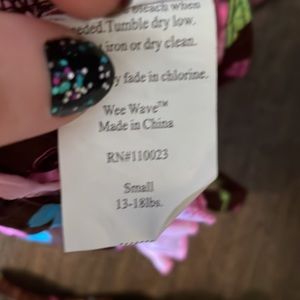 bleach when
needed. Tumble dry low.
iron or dry clean.
fade in chlorine.
Wee Wave™
Made in China
RN#110023
Small
13-18lbs.